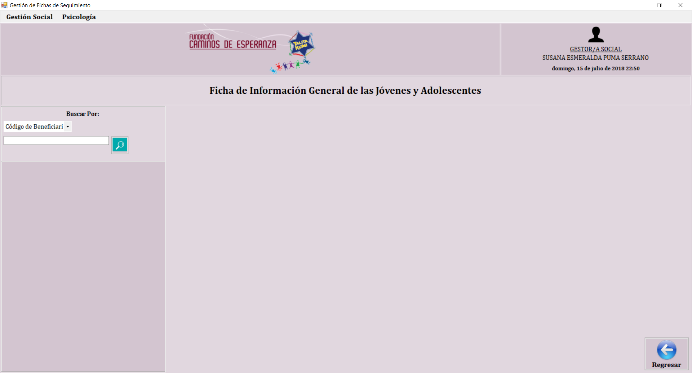 Gestión de Fichas de Seguimiento
Gestión Social Psicología
FUNDACIÓN
CAMINOS DE ESPERANZA
GESTOR/A SOCIAL
SUSANA ESMERALDA PUMA SERRANO
domingo, 15 de julio de 2018 22:50
Ficha de Información General de las Jóvenes y Adolescentes
Buscar Por:
Código de Beneficiari
Regresar